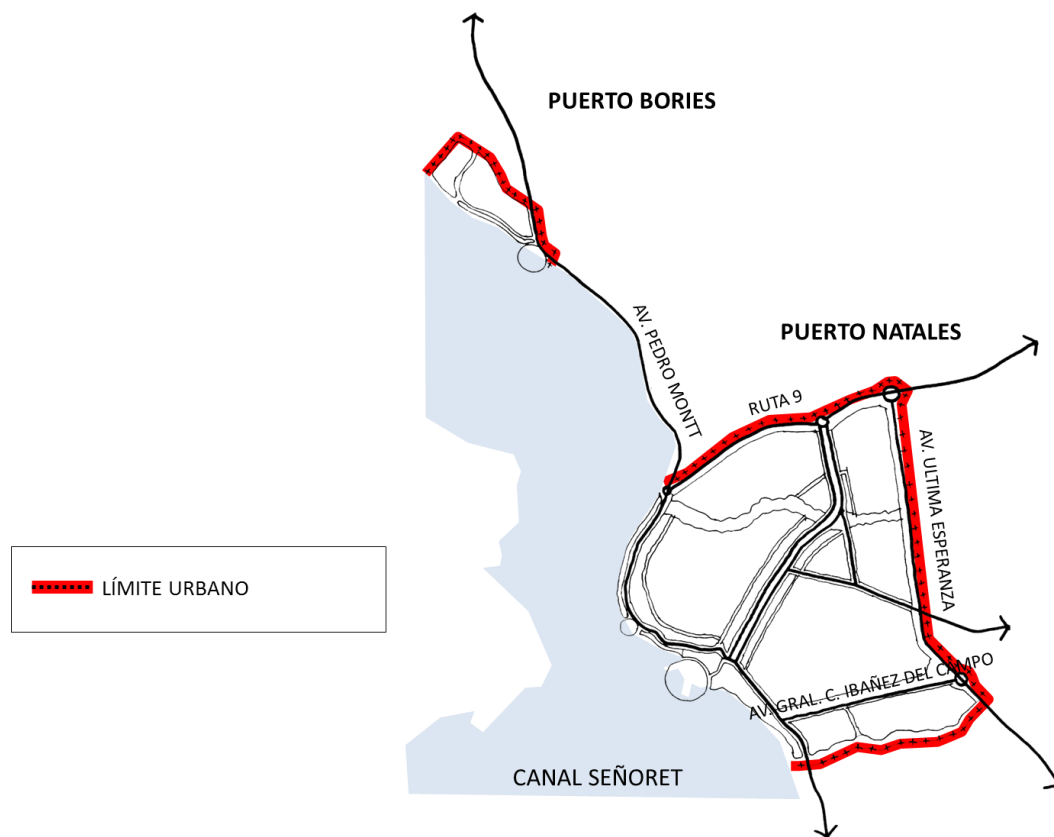 PUERTO BORIES
PUERTO NATALES
AV. PEDRO MONTT
RUTA 9
AV. ULTIMA ESPERANZA
LÍMITE URBANO
AV. GRAL. C. IBAÑEZ DEL CAMPO
CANAL SEÑORET